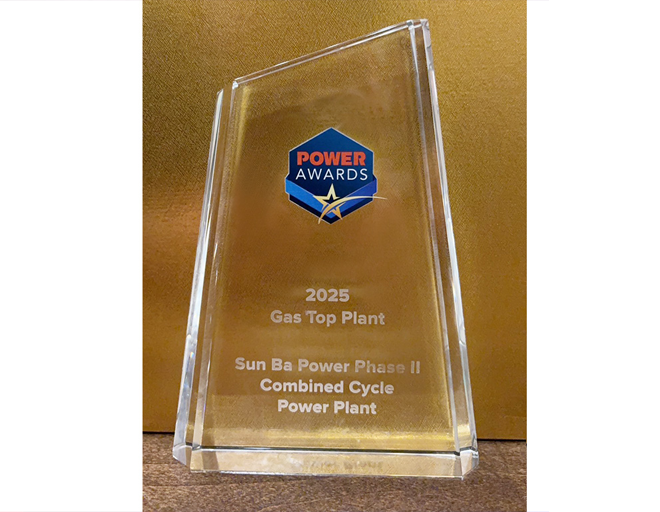 POWER
AWARDS
2025
Gas Top Plant
Sun Ba Power Phase II
Combined Cycle
Power Plant